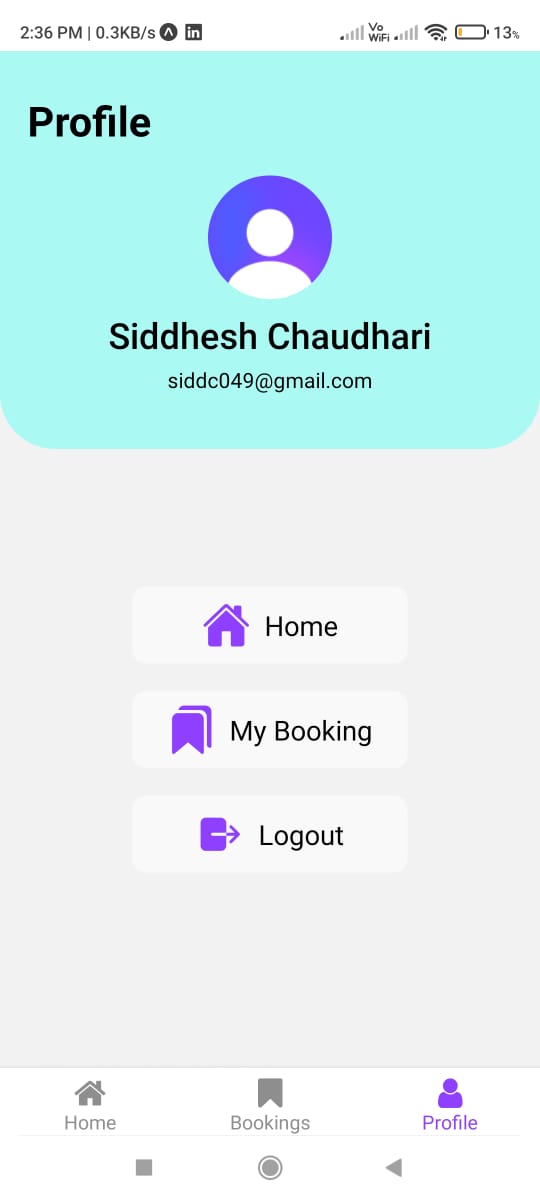 2:36 PM | 0.3KB/s in Vo WiFi 13%
Profile
Siddhesh Chaudhari
siddc049@gmail.com
Home
My Booking
Logout
Home Bookings Profile